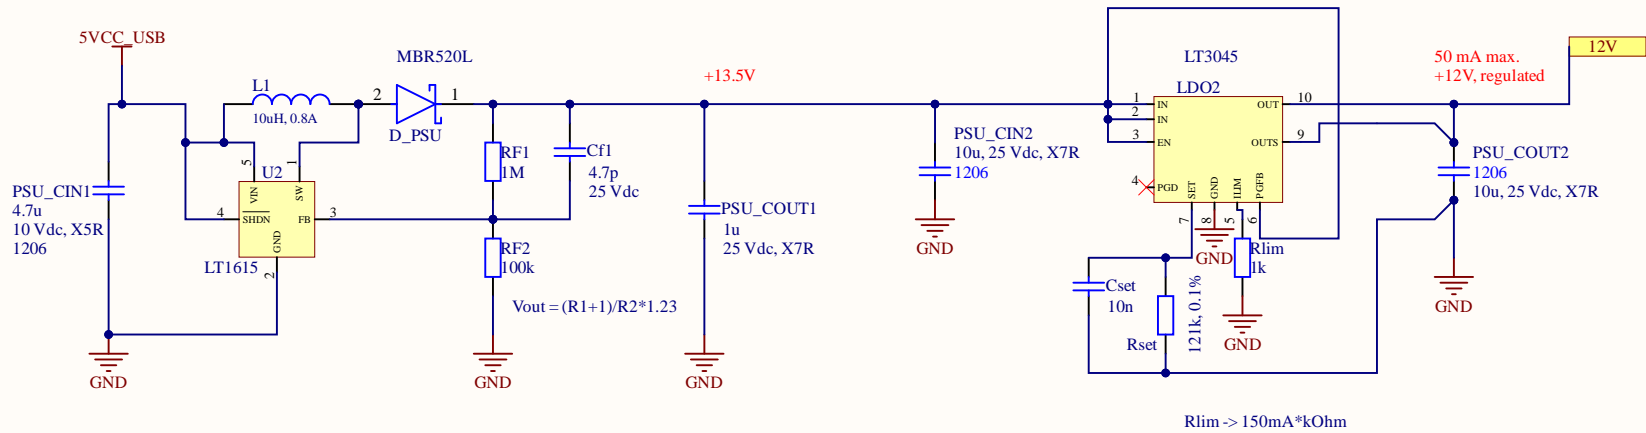 5VCC_USB
L1
10uH, 0.8A
MBR520L
2
1
D_PSU
+13.5V
PSU_CIN1
4.7u
10 Vdc, X5R
1206
5
1
U2
VIN
SW
4
SHDN
FB
3
GND
2
LT1615
GND
RF1
1M
Cf1
4.7p
25 Vdc
RF2
100k
Vout = (R1+1)/R2*1.23
GND
PSU_COUT1
1u
25 Vdc, X7R
GND
PSU_CIN2
10u, 25 Vdc, X7R
1206
GND
LT3045
LDO2
1
IN
2
IN
3
EN
4
PGD
OUT
10
OUTS
9
SET
GND
ILIM
PGFB
7
8
5
6
GND
Rlim
1k
GND
Cset
10n
Rset
121k, 0.1%
50 mA max.
+12V, regulated
12V
PSU_COUT2
1206
10u, 25 Vdc, X7R
GND
Rlim -> 150mA*kOhm